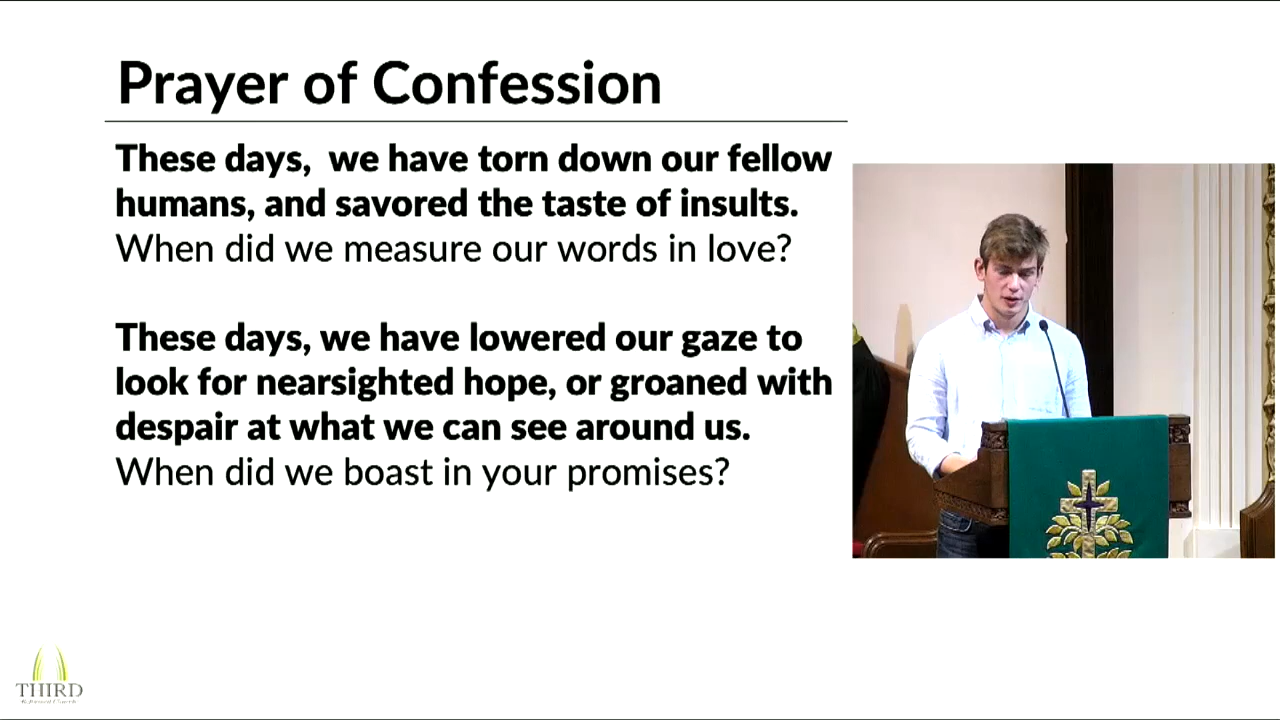 Prayer of Confession
These days,  we have torn down our fellow
humans, and savored the taste of insults.
When did we measure our words in love?
These days, we have lowered our gaze to
look for nearsighted hope, or groaned with
despair at what we can see around us.
When did we boast in your promises?
THIRD
Reformed Church